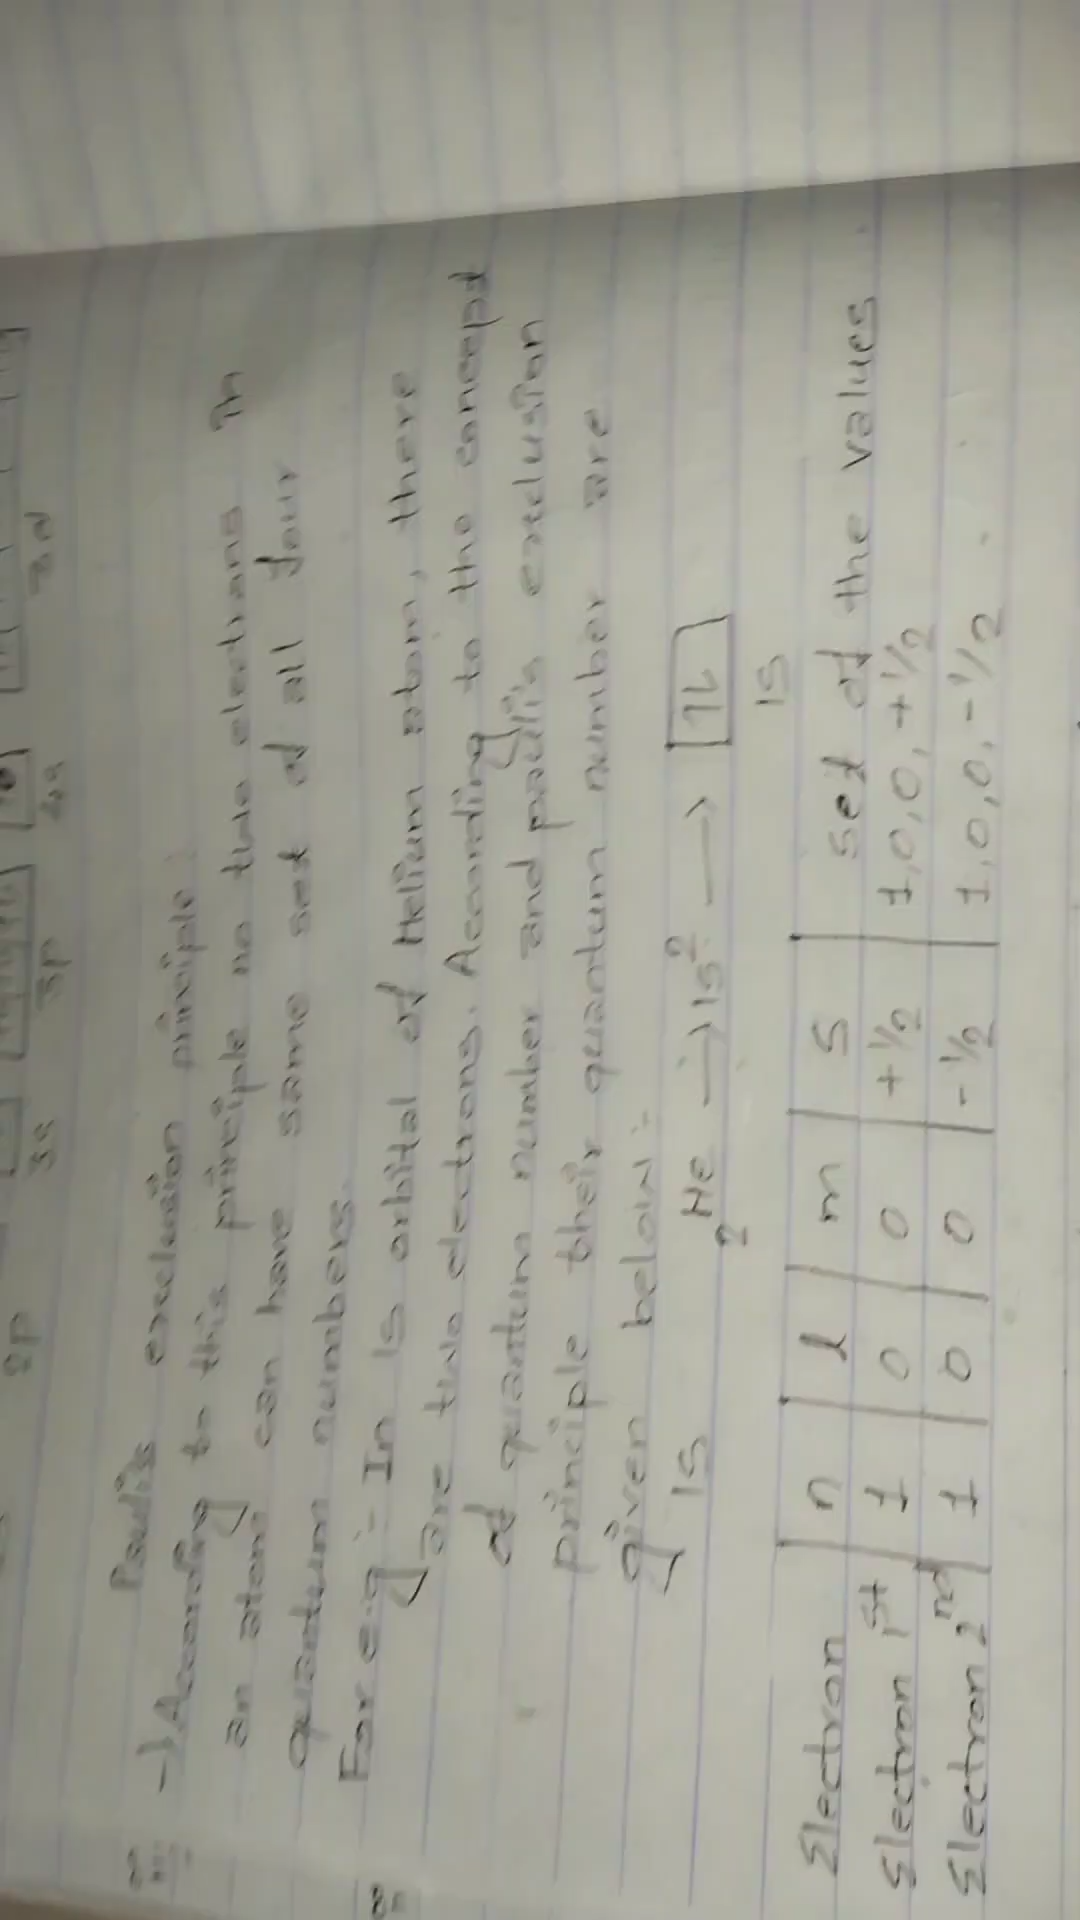 2p 3s 3p 4s 3d
Paulis exclusion principle:
→ According to this principle no two electrons in
an atom can have same set of all four
quantum numbers.
For e.g:- In 1s orbital of Helium atom, there
are two electrons. According to the concept
of quantum number and paulis exclusion
principle their quantum number are
given below:-
1s 2He → 1s² → 1L
1s
Electron n l m s set of the values.
Electron 1st 1 0 0 +1/2 1,0,0,+1/2
Electron 2nd 1 0 0 -1/2 1,0,0,-1/2